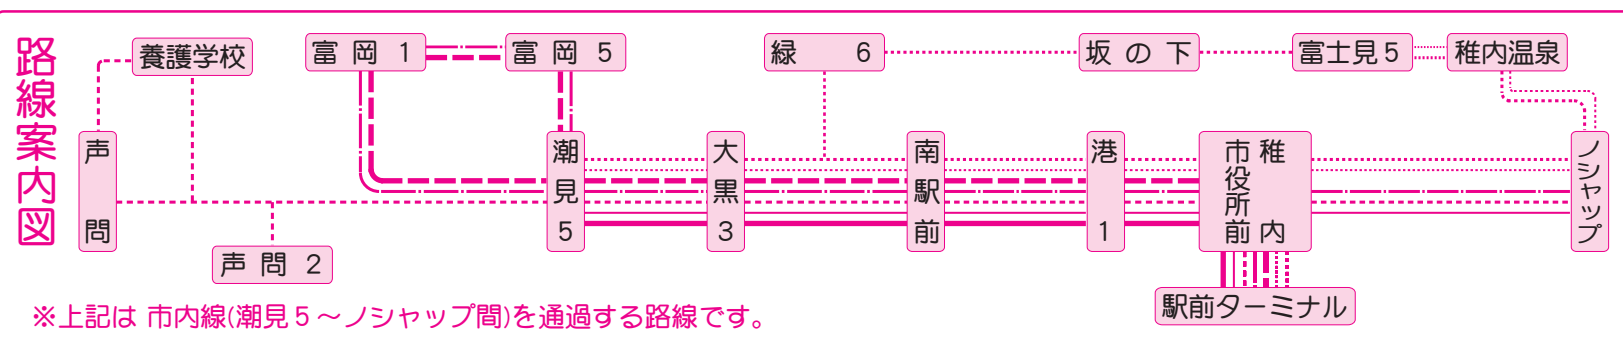 路線案内図
養護学校
富岡1
富岡5
緑6
坂の下
富士見5
稚内温泉
声問
潮見5
大黒3
南駅前
港1
稚内
市役所前
ノシャップ
声問2
駅前ターミナル
※上記は 市内線(潮見5～ノシャップ間)を通過する路線です。